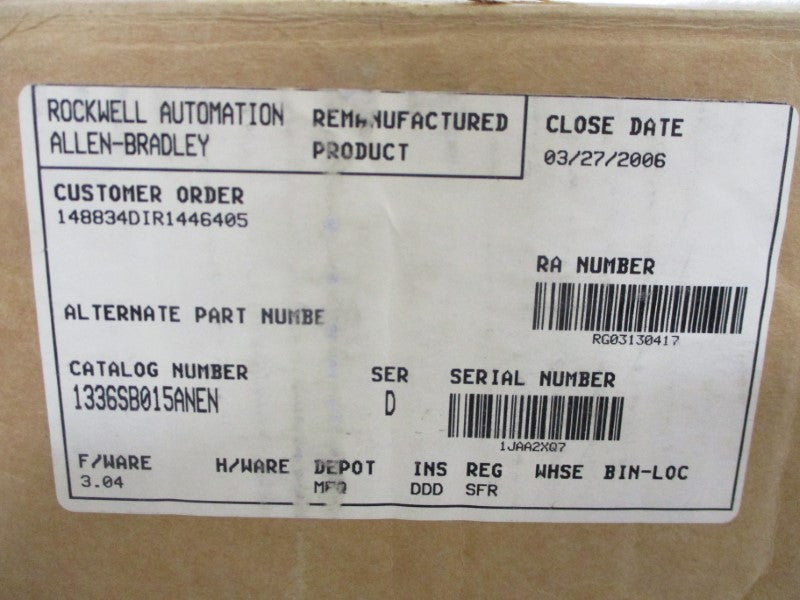 ROCKWELL AUTOMATION
ALLEN-BRADLEY
REMANUFACTURED
PRODUCT
CLOSE DATE
03/27/2006
CUSTOMER ORDER
148834DIR1446405
RA NUMBER
RG03130417
ALTERNATE PART NUMBE
CATALOG NUMBER
1336SB015ANEN
SER
D
SERIAL NUMBER
1JAA2XQ7
F/WARE
3.04
H/WARE
DEPOT
INS
DDD
REG
SFR
WHSE
BIN-LOC